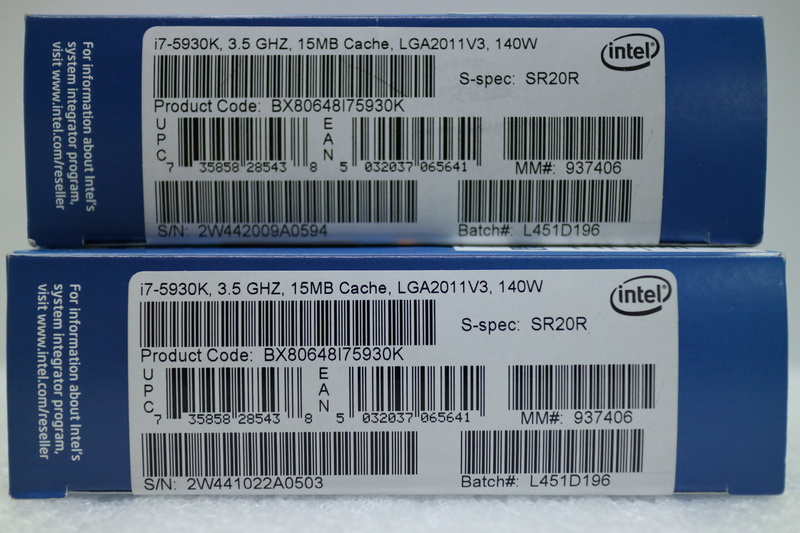 For information about Intel's
system integrator program,
visit www.intel.com/reseller
i7-5930K, 3.5 GHZ, 15MB Cache, LGA2011V3, 140W
intel
S-spec: SR20R
Product Code: BX80648I75930K
UPC
7 35858 28543 8
EAN
5 032037 065641
MM#: 937406
S/N: 2W442009A0594
Batch#: L451D196
For information about Intel's
system integrator program,
visit www.intel.com/reseller
i7-5930K, 3.5 GHZ, 15MB Cache, LGA2011V3, 140W
intel
S-spec: SR20R
Product Code: BX80648I75930K
UPC
7 35858 28543 8
EAN
5 032037 065641
MM#: 937406
S/N: 2W441022A0503
Batch#: L451D196